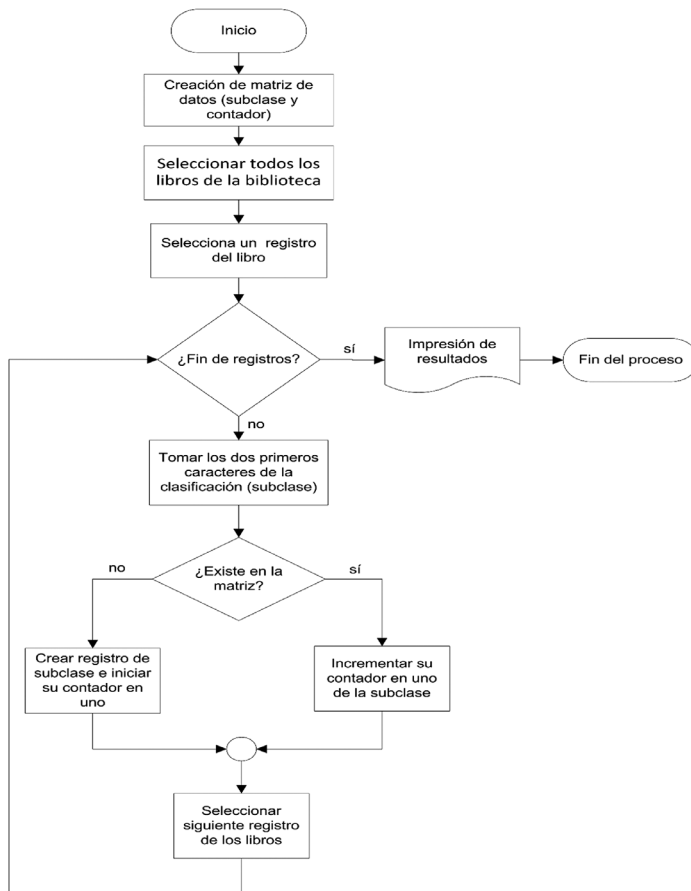 Inicio
Creación de matriz de
datos (subclase y
contador)
Seleccionar todos los
libros de la biblioteca
Selecciona un registro
del libro
¿Fin de registros?
sí
Impresión de
resultados
Fin del proceso
no
Tomar los dos primeros
caracteres de la
clasificación (subclase)
¿Existe en la
matriz?
no
sí
Crear registro de
subclase e iniciar
su contador en
uno
Incrementar su
contador en uno
de la subclase
Seleccionar
siguiente registro
de los libros